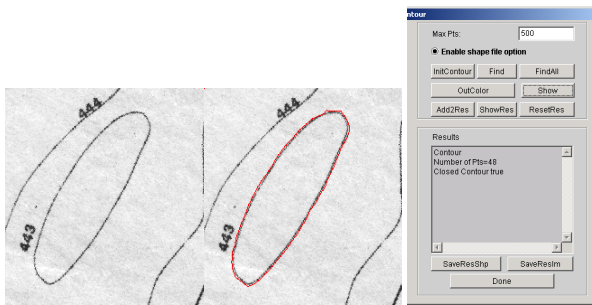 444
443
444
443
ntour
Max Pts: 500
Enable shape file option
InitContour Find FindAll
OutColor Show
Add2Res ShowRes ResetRes
Results
Contour
Number of Pts=48
Closed Contour true
SaveResShp SaveResIm
Done